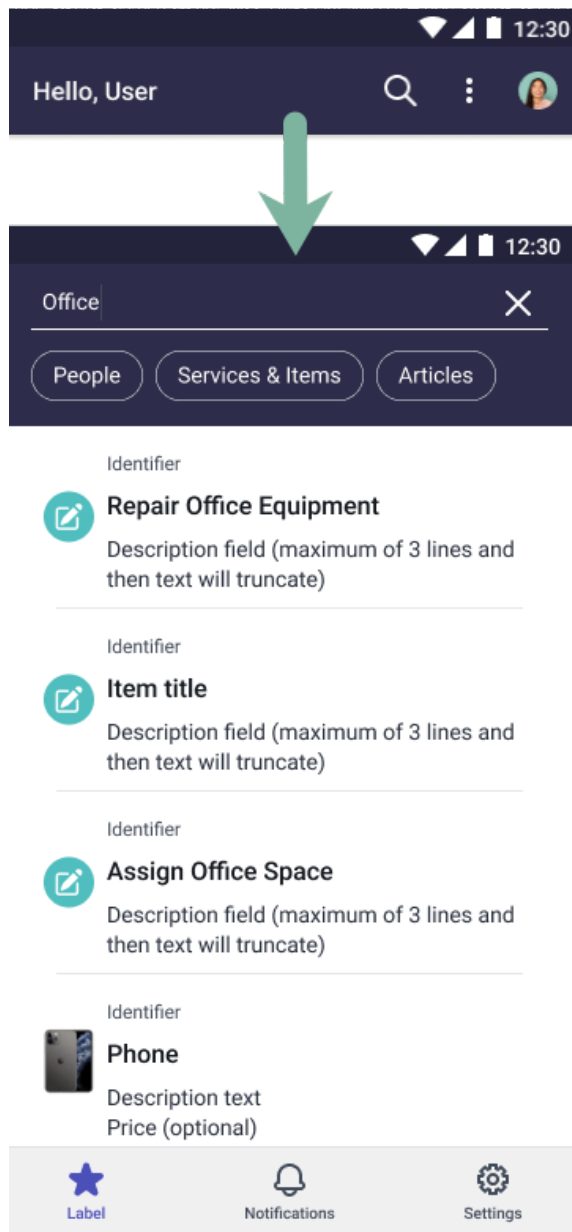 12:30
Hello, User
12:30
Office
People
Services & Items
Articles
Identifier
Repair Office Equipment
Description field (maximum of 3 lines and
then text will truncate)
Identifier
Item title
Description field (maximum of 3 lines and
then text will truncate)
Identifier
Assign Office Space
Description field (maximum of 3 lines and
then text will truncate)
Identifier
Phone
Description text
Price (optional)
Label
Notifications
Settings